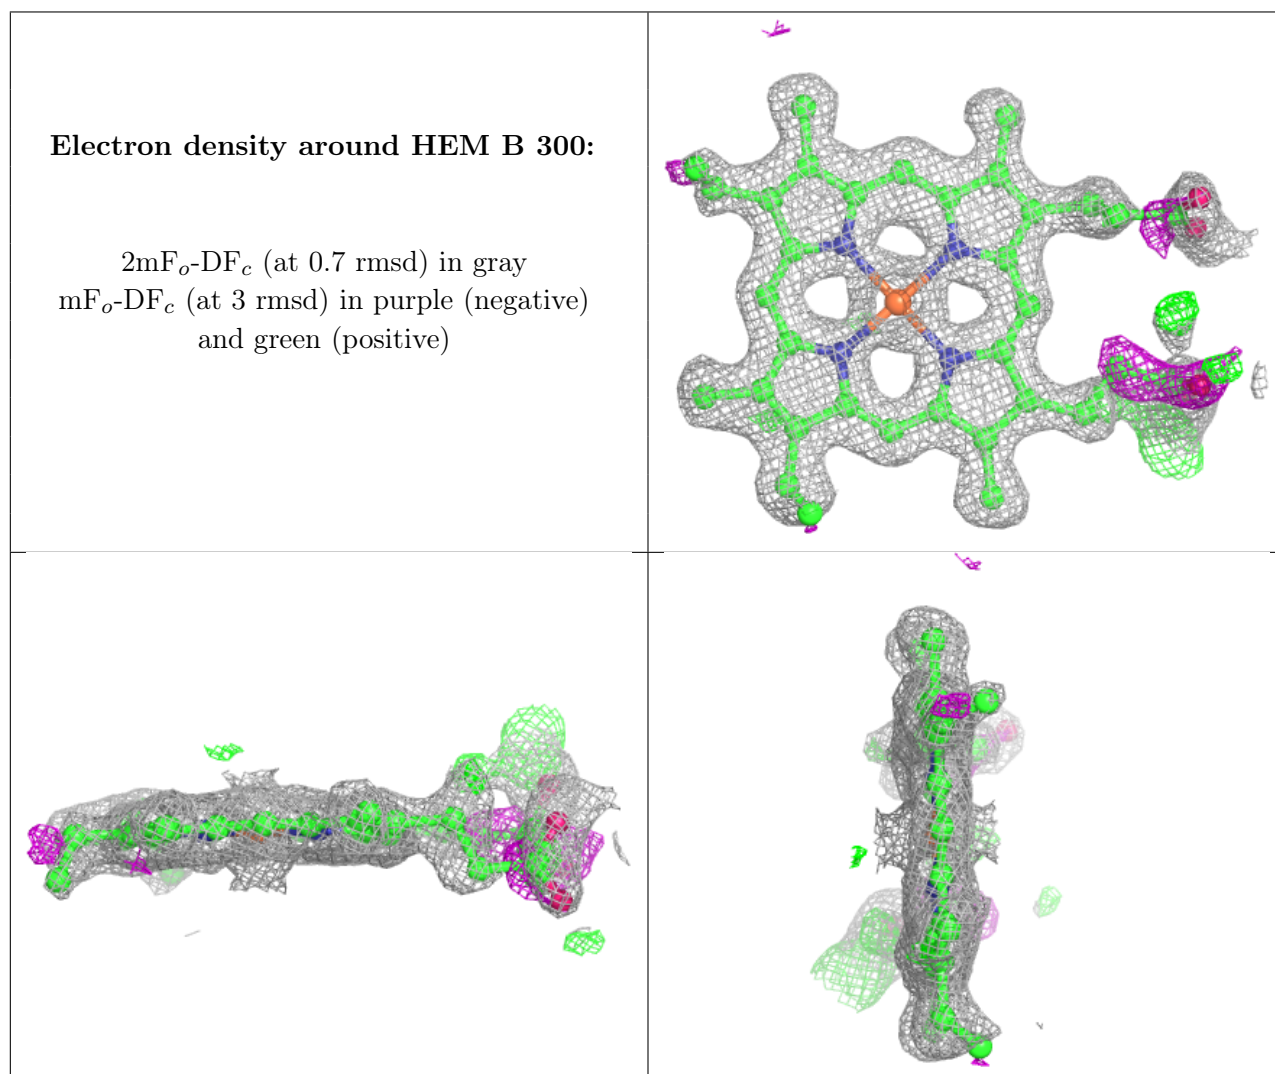 Electron density around HEM B 300:
2mFo-DFc (at 0.7 rmsd) in gray
mFo-DFc (at 3 rmsd) in purple (negative)
and green (positive)